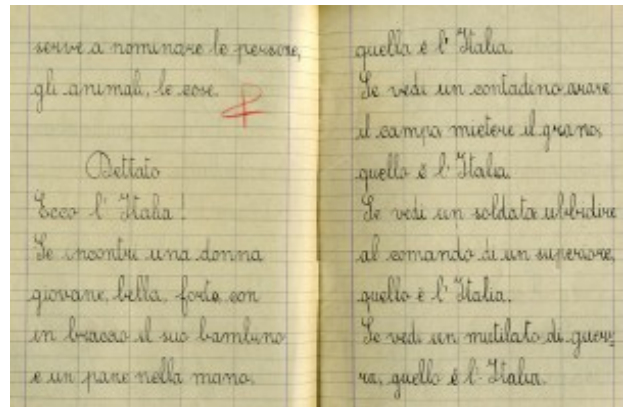 serve a nominare le persone,
gli animali, le cose.
Dettato
Ecco l' Italia!
Se incontri una donna
giovane, bella, forte con
in braccio il suo bambino
e un pane nella mano,
quella è l' Italia.
Se vedi un contadino arare
il campo mietere il grano,
quello è l' Italia.
Se vedi un soldato ubbidire
al comando di un superiore,
quello è l' Italia.
Se vedi un mutilato di guer-
ra, quello è l' Italia.